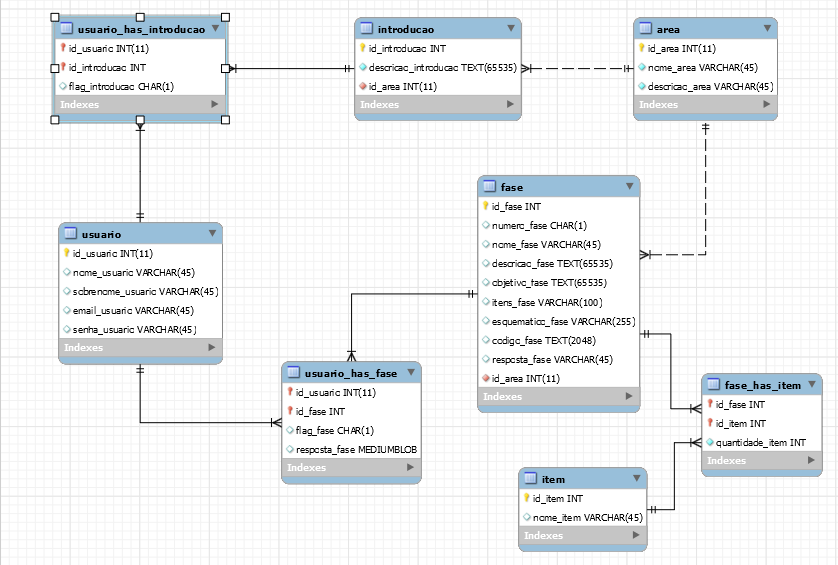 usuario_has_introducao
id_usuario INT(11)
id_introducao INT
flag_introducao CHAR(1)
Indexes
introducao
id_introducao INT
descricao_introducao TEXT(65535)
id_area INT(11)
Indexes
area
id_area INT(11)
nome_area VARCHAR(45)
descricao_area VARCHAR(45)
Indexes
fase
id_fase INT
numero_fase CHAR(1)
nome_fase VARCHAR(45)
descricao_fase TEXT(65535)
objetivo_fase TEXT(65535)
itens_fase VARCHAR(100)
esquematico_fase VARCHAR(255)
codigo_fase TEXT(2048)
resposta_fase VARCHAR(45)
id_area INT(11)
Indexes
usuario
id_usuario INT(11)
nome_usuario VARCHAR(45)
sobrenome_usuario VARCHAR(45)
email_usuario VARCHAR(45)
senha_usuario VARCHAR(45)
Indexes
usuario_has_fase
id_usuario INT(11)
id_fase INT
flag_fase CHAR(1)
resposta_fase MEDIUMBLOB
Indexes
fase_has_item
id_fase INT
id_item INT
quantidade_item INT
Indexes
item
id_item INT
nome_item VARCHAR(45)
Indexes